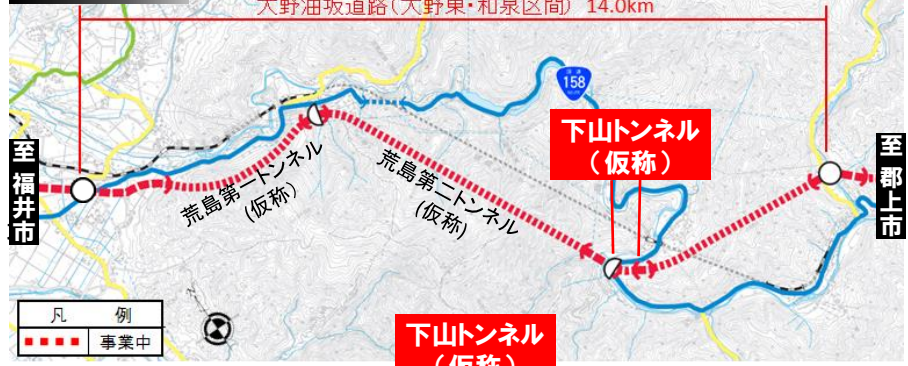 大野油坂道路(大野東・和泉区間) 14.0km
158
下山トンネル
(仮称)
至 福井市
至 郡上市
荒島第一トンネル
(仮称)
荒島第二トンネル
(仮称)
凡 例
事業中
下山トンネル
(仮称)